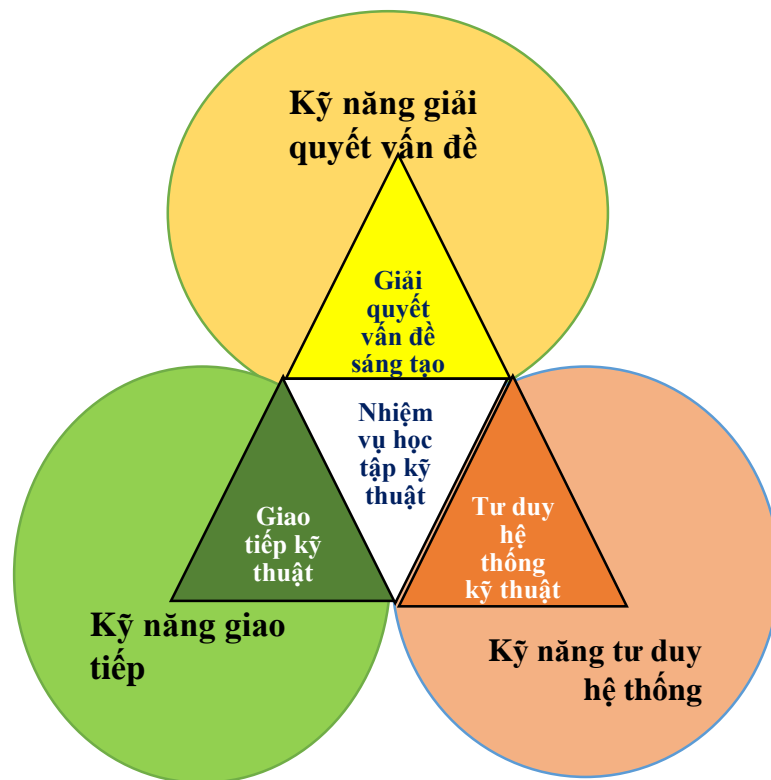 Kỹ năng giải
quyết vấn đề
Giải
quyết
vấn đề
sáng tạo
Nhiệm
vụ học
tập kỹ
thuật
Giao
tiếp kỹ
thuật
Tư duy
hệ
thống
kỹ thuật
Kỹ năng giao
tiếp
Kỹ năng tư duy
hệ thống